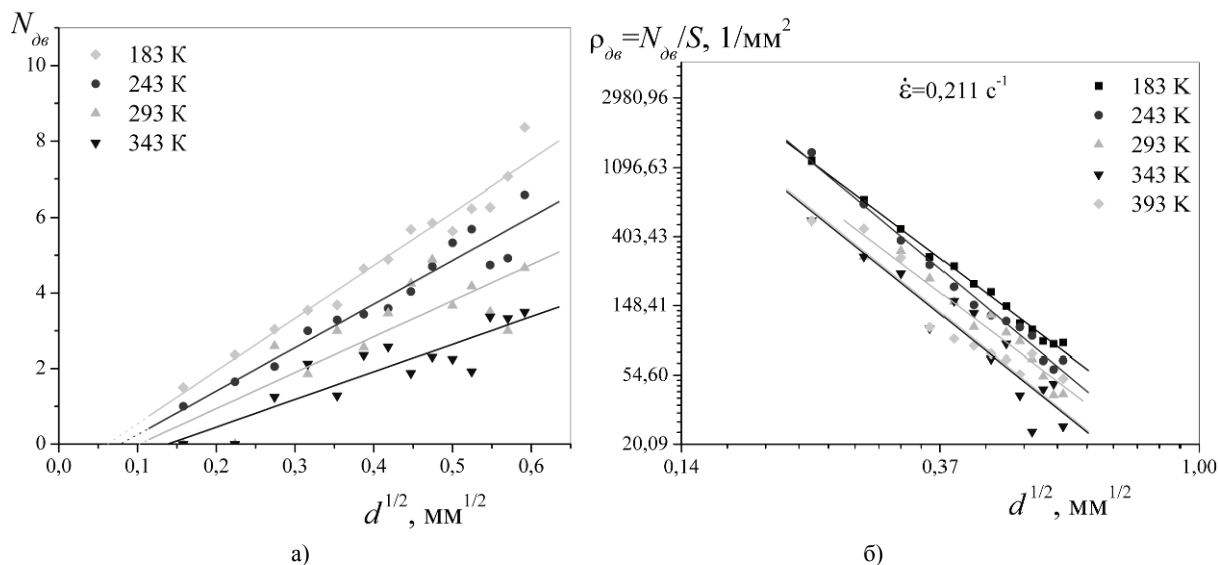 N_дв
10
8
6
4
2
0
183 К
243 К
293 К
343 К
0,0 0,1 0,2 0,3 0,4 0,5 0,6
d^1/2, мм^1/2
а)
ρ_дв=N_дв/S, 1/мм^2
ε̇=0,211 с^-1
2980,96
1096,63
403,43
148,41
54,60
20,09
183 К
243 К
293 К
343 К
393 К
0,14 0,37 1,00
d^1/2, мм^1/2
б)